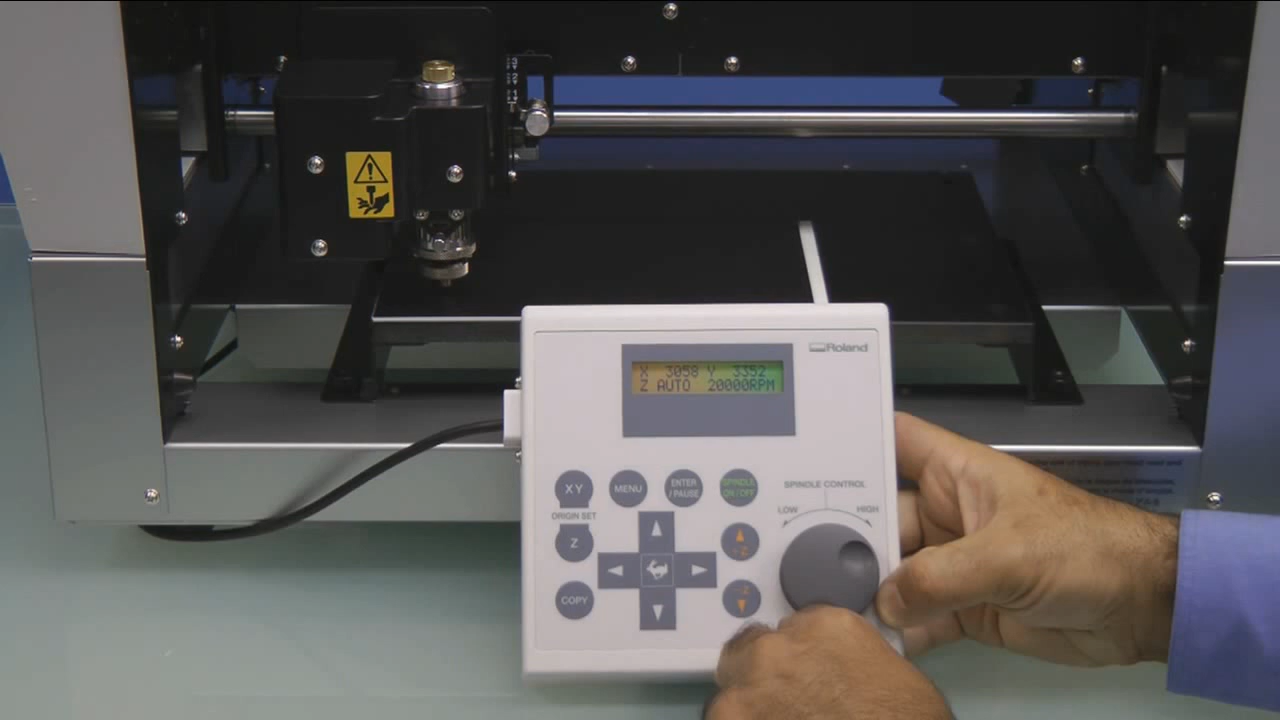 Roland
X 3058 Y 3352
Z AUTO 20000RPM
XY
MENU
ENTER
/PAUSE
SPINDLE
ON/OFF
SPINDLE CONTROL
LOW
HIGH
ORIGIN SET
Z
+Z
COPY
-Z